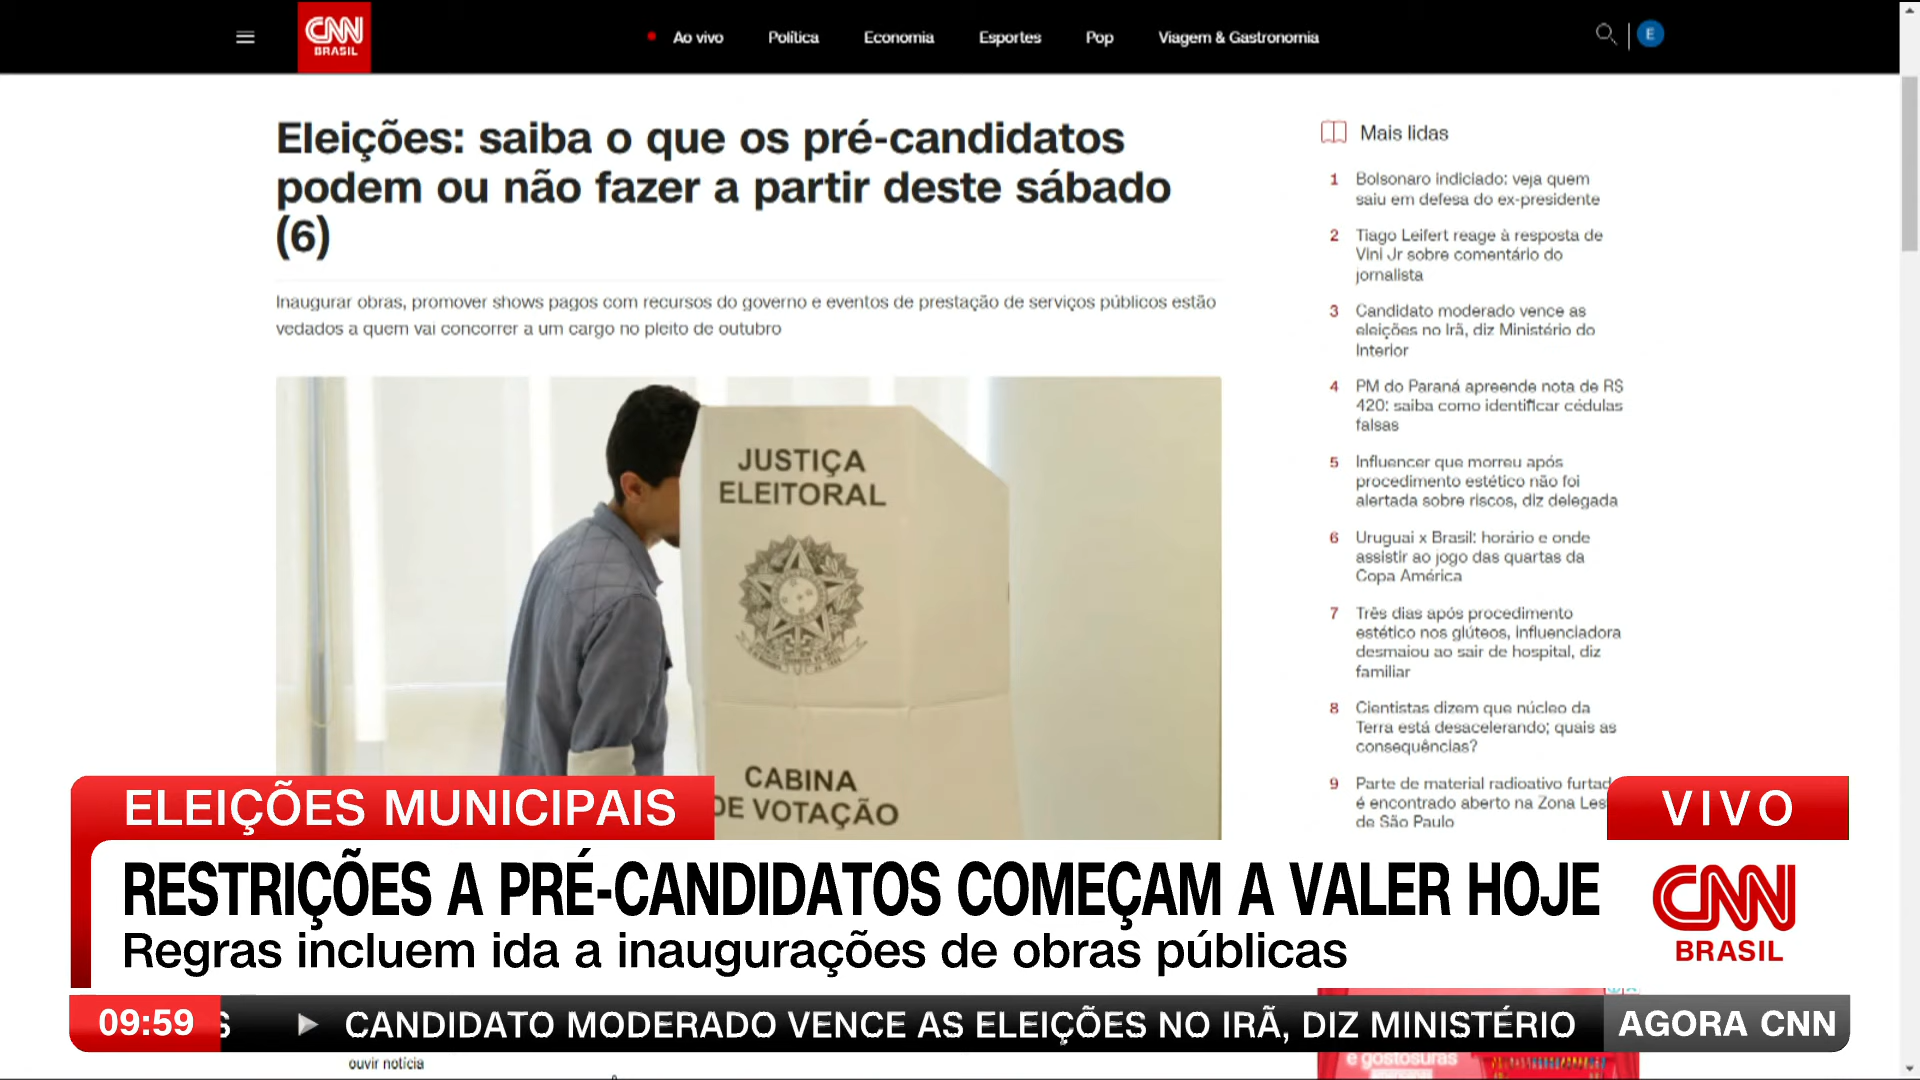 CNN
BRASIL
Ao vivo
Política
Economia
Esportes
Pop
Viagem & Gastronomia
E
Eleições: saiba o que os pré-candidatos
podem ou não fazer a partir deste sábado
(6)
Inaugurar obras, promover shows pagos com recursos do governo e eventos de prestação de serviços públicos estão
vedados a quem vai concorrer a um cargo no pleito de outubro
JUSTIÇA
ELEITORAL
CABINA
DE VOTAÇÃO
Mais lidas
1 Bolsonaro indiciado: veja quem
saiu em defesa do ex-presidente
2 Tiago Leifert reage à resposta de
Vini Jr sobre comentário do
jornalista
3 Candidato moderado vence as
eleições no Irã, diz Ministério do
Interior
4 PM do Paraná apreende nota de R$
420: saiba como identificar cédulas
falsas
5 Influencer que morreu após
procedimento estético não foi
alertada sobre riscos, diz delegada
6 Uruguai x Brasil: horário e onde
assistir ao jogo das quartas da
Copa América
7 Três dias após procedimento
estético nos glúteos, influenciadora
desmaiou ao sair de hospital, diz
familiar
8 Cientistas dizem que núcleo da
Terra está desacelerando; quais as
consequências?
9 Parte de material radioativo furtad
é encontrado aberto na Zona Les
de São Paulo
ELEIÇÕES MUNICIPAIS
VIVO
RESTRIÇÕES A PRÉ-CANDIDATOS COMEÇAM A VALER HOJE
Regras incluem ida a inaugurações de obras públicas
CNN
BRASIL
09:59
S
CANDIDATO MODERADO VENCE AS ELEIÇÕES NO IRÃ, DIZ MINISTÉRIO
AGORA CNN
ouvir notícia
e gostosuras